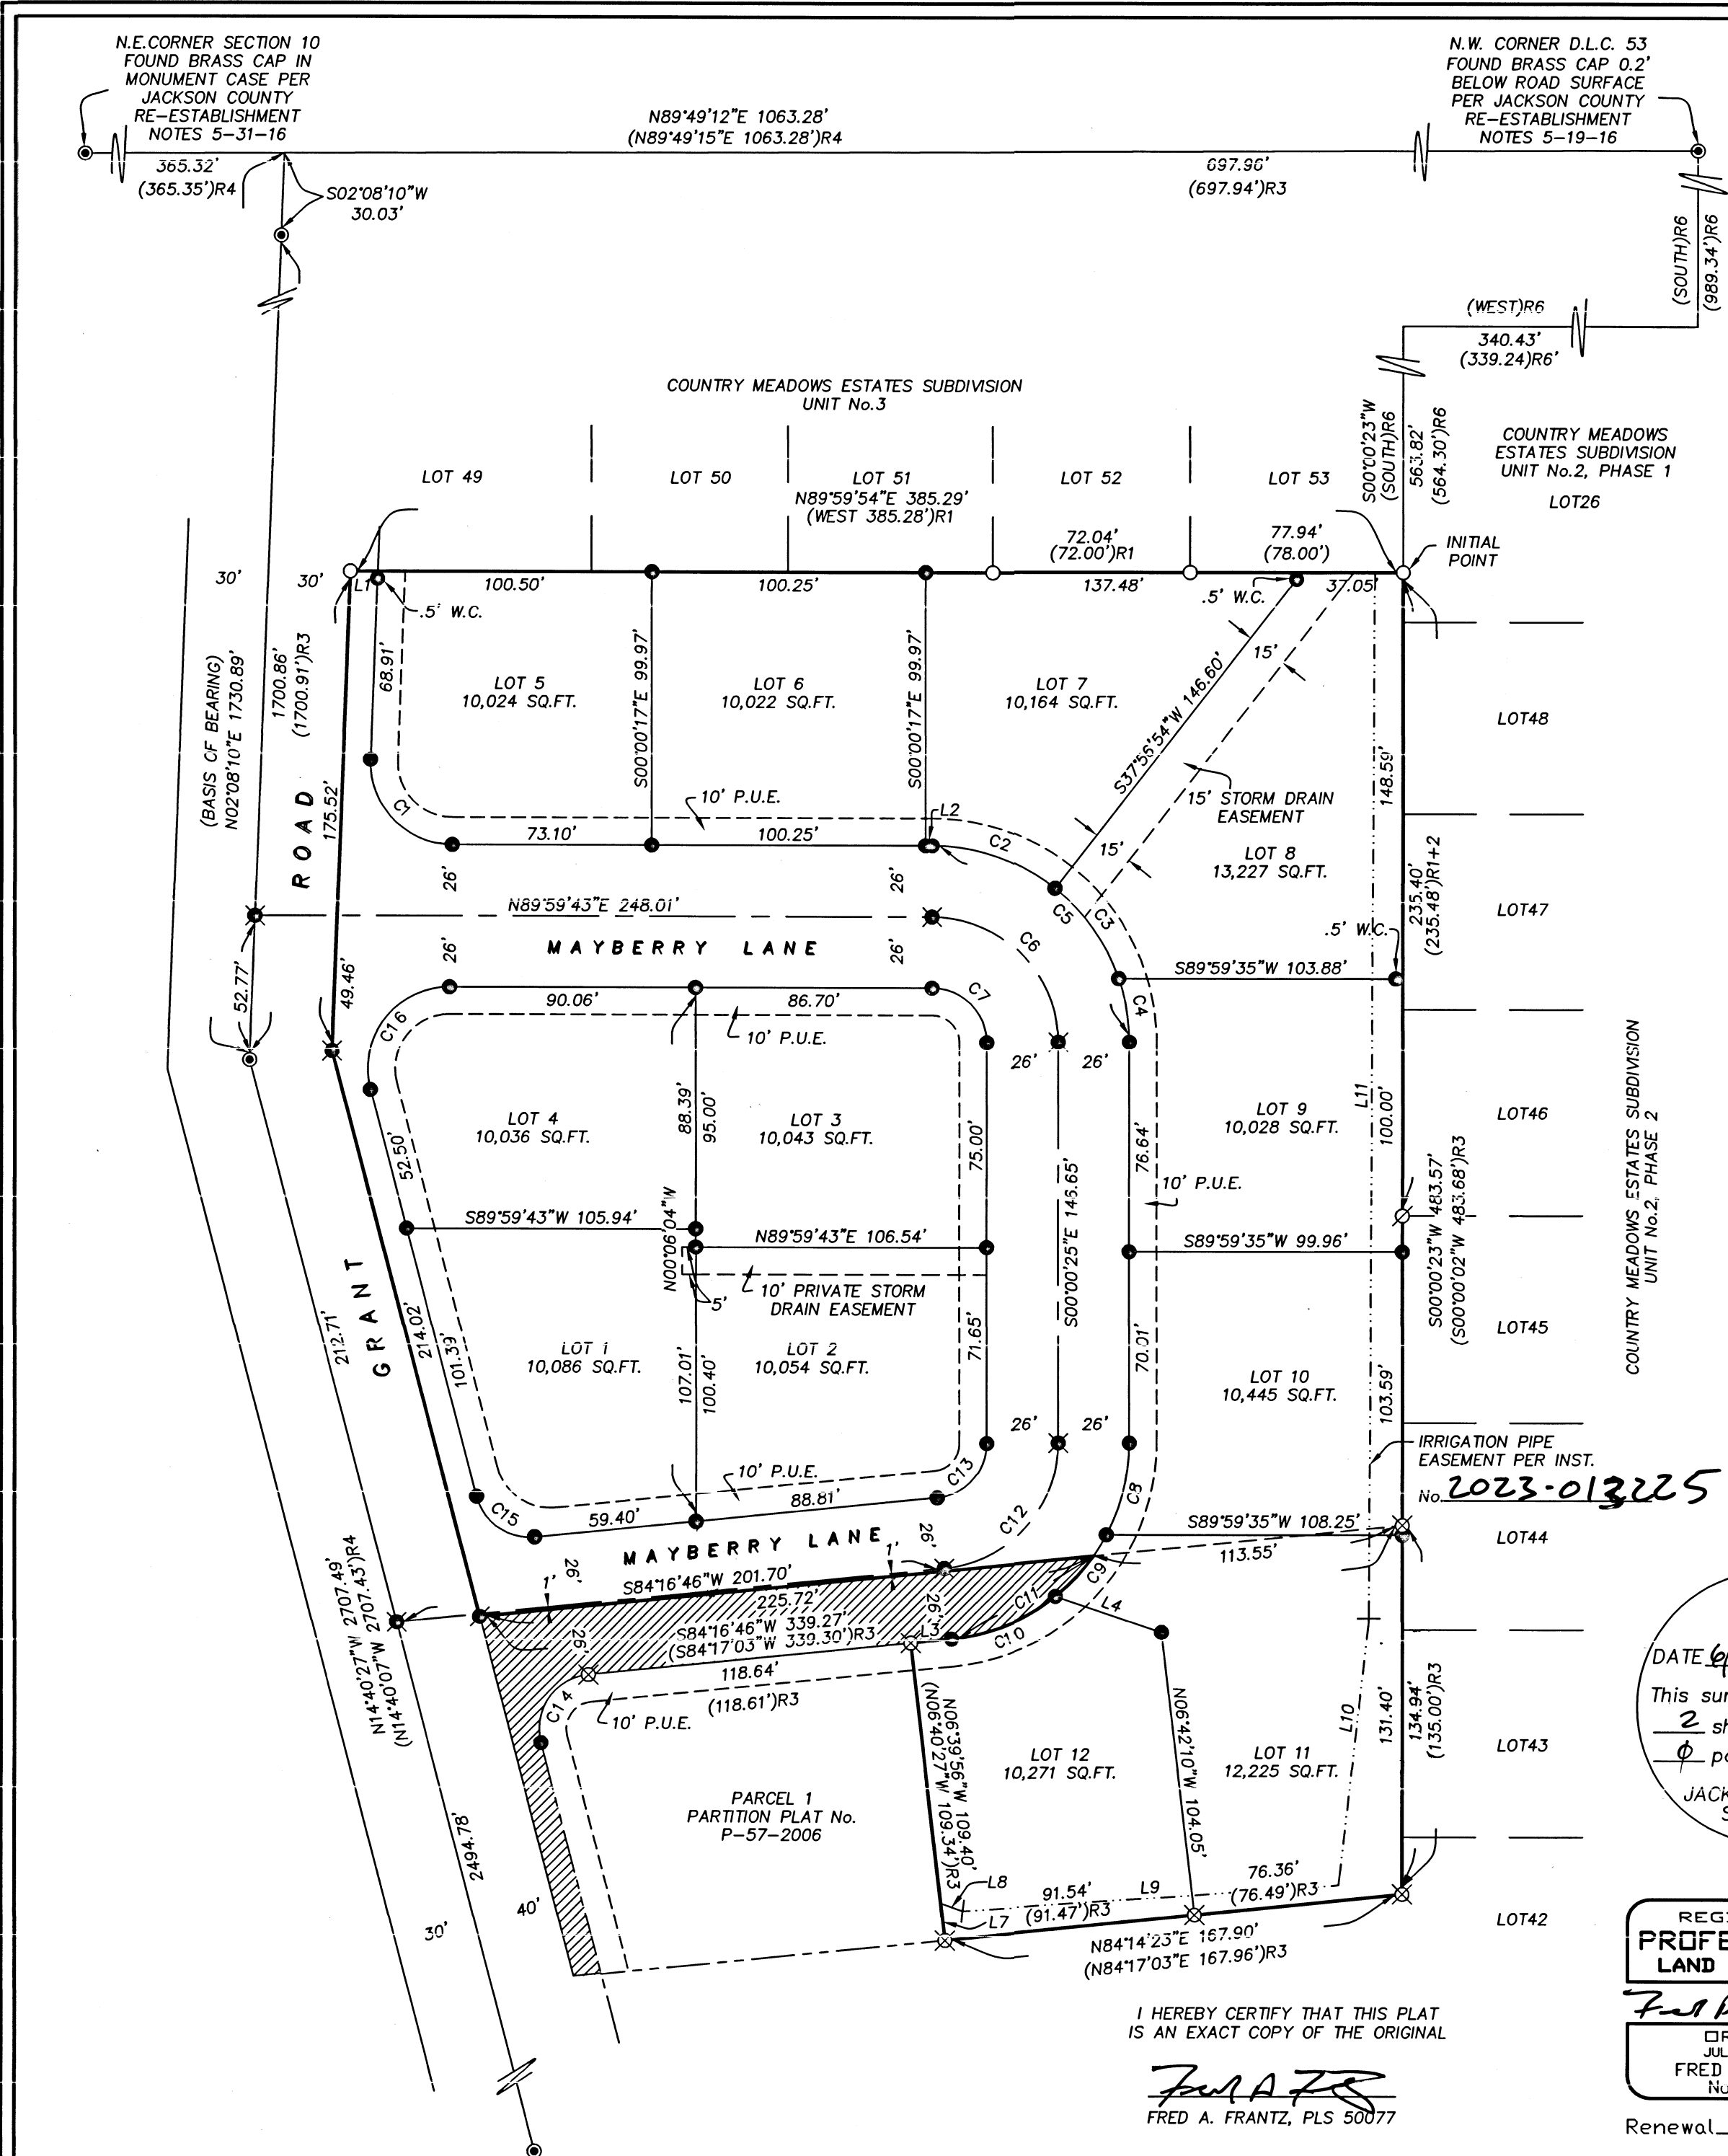 N.E.CORNER SECTION 10
FOUND BRASS CAP IN
MONUMENT CASE PER
JACKSON COUNTY
RE-ESTABLISHMENT
NOTES 5-31-16
N.W. CORNER D.L.C. 53
FOUND BRASS CAP 0.2'
BELOW ROAD SURFACE
PER JACKSON COUNTY
RE-ESTABLISHMENT
NOTES 5-19-16
N89°49'12"E 1063.28'
(N89°49'15"E 1063.28')R4
365.32'
(365.35')R4
S02°08'10"W
30.03'
697.96'
(697.94')R3
(SOUTH)R6
(989.34')R6
(WEST)R6
340.43'
(339.24)R6'
S00°00'23"W
(SOUTH)R6
563.82'
(564.30')R6
COUNTRY MEADOWS ESTATES SUBDIVISION
UNIT No.3
COUNTRY MEADOWS
ESTATES SUBDIVISION
UNIT No.2, PHASE 1
LOT26
LOT 49
LOT 50
LOT 51
LOT 52
LOT 53
N89°59'54"E 385.29'
(WEST 385.28')R1
72.04'
(72.00')R1
77.94'
(78.00')
INITIAL
POINT
30'
30'
L1
100.50'
100.25'
137.48'
37.05'
.5' W.C.
.5' W.C.
(BASIS OF BEARING)
N02°08'10"E 1730.89'
1700.86'
(1700.91')R3
ROAD
175.52'
68.91'
LOT 5
10,024 SQ.FT.
S00°00'17"E 99.97'
LOT 6
10,022 SQ.FT.
S00°00'17"E 99.97'
LOT 7
10,164 SQ.FT.
S37°56'54"W 146.60'
15'
15' STORM DRAIN
EASEMENT
15'
148.59'
LOT48
C1
10' P.U.E.
73.10'
100.25'
L2
C2
LOT 8
13,227 SQ.FT.
235.40'
(235.48')R1+2
26'
26'
N89°59'43"E 248.01'
C5
C3
LOT47
.5' W.C.
MAYBERRY LANE
26'
26'
C6
S89°59'35"W 103.88'
52.77'
49.46'
C16
90.06'
86.70'
C7
C4
10' P.U.E.
26'
26'
COUNTRY MEADOWS ESTATES SUBDIVISION
UNIT No.2, PHASE 2
LOT 4
10,036 SQ.FT.
88.39'
95.00'
LOT 3
10,043 SQ.FT.
75.00'
76.64'
LOT 9
10,028 SQ.FT.
L11
100.00'
LOT46
52.50'
10' P.U.E.
S89°59'43"W 105.94'
N00°06'04"W
N89°59'43"E 106.54'
S00°00'25"E 146.65'
S89°59'35"W 99.96'
S00°00'23"W 483.57'
(S00°00'02"W 483.68')R3
5'
10' PRIVATE STORM
DRAIN EASEMENT
GRANT
212.71'
214.02'
101.39'
LOT 1
10,086 SQ.FT.
107.01'
100.40'
LOT 2
10,054 SQ.FT.
71.65'
70.01'
LOT 10
10,445 SQ.FT.
103.59'
LOT45
26'
26'
IRRIGATION PIPE
EASEMENT PER INST.
No. 2023-013225
10' P.U.E.
C13
C8
C15
59.40'
88.81'
C12
S89°59'35"W 108.25'
113.55'
LOT44
MAYBERRY LANE
26'
1'
26'
1'
S84°16'46"W 201.70'
225.72'
S84°16'46"W 339.27'
(S84°17'03"W 339.30')R3
26'
26'
C9
C11
L4
L3
C10
N14°40'27"W 2707.49'
(N14°40'07"W 2707.43')R4
118.64'
(118.61')R3
C14
10' P.U.E.
N06°39'56"W 109.40'
(N06°40'27"W 109.34')R3
N06°42'10"W 104.05'
L10
131.40'
134.94'
(135.00')R3
LOT 12
10,271 SQ.FT.
LOT 11
12,225 SQ.FT.
LOT43
DATE
This sur
2 sh
φ pa
JACK
S
PARCEL 1
PARTITION PLAT No.
P-57-2006
2494.78'
30'
40'
L8
L7
91.54'
(91.47')R3
L9
76.36'
(76.49')R3
LOT42
N84°14'23"E 167.90'
(N84°17'03"E 167.96')R3
I HEREBY CERTIFY THAT THIS PLAT
IS AN EXACT COPY OF THE ORIGINAL
FRED A. FRANTZ, PLS 50077
REGI
PROFE
LAND
OR
JUL
FRED
No
Renewal